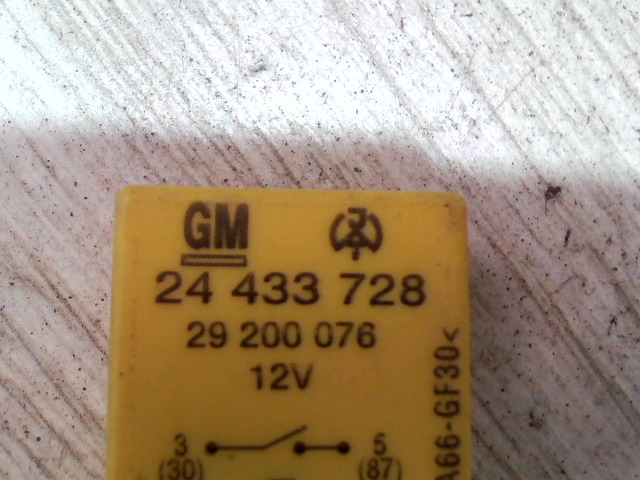 GM
24 433 728
29 200 076
12V
3 5
(30) (87)
A66-GF30<